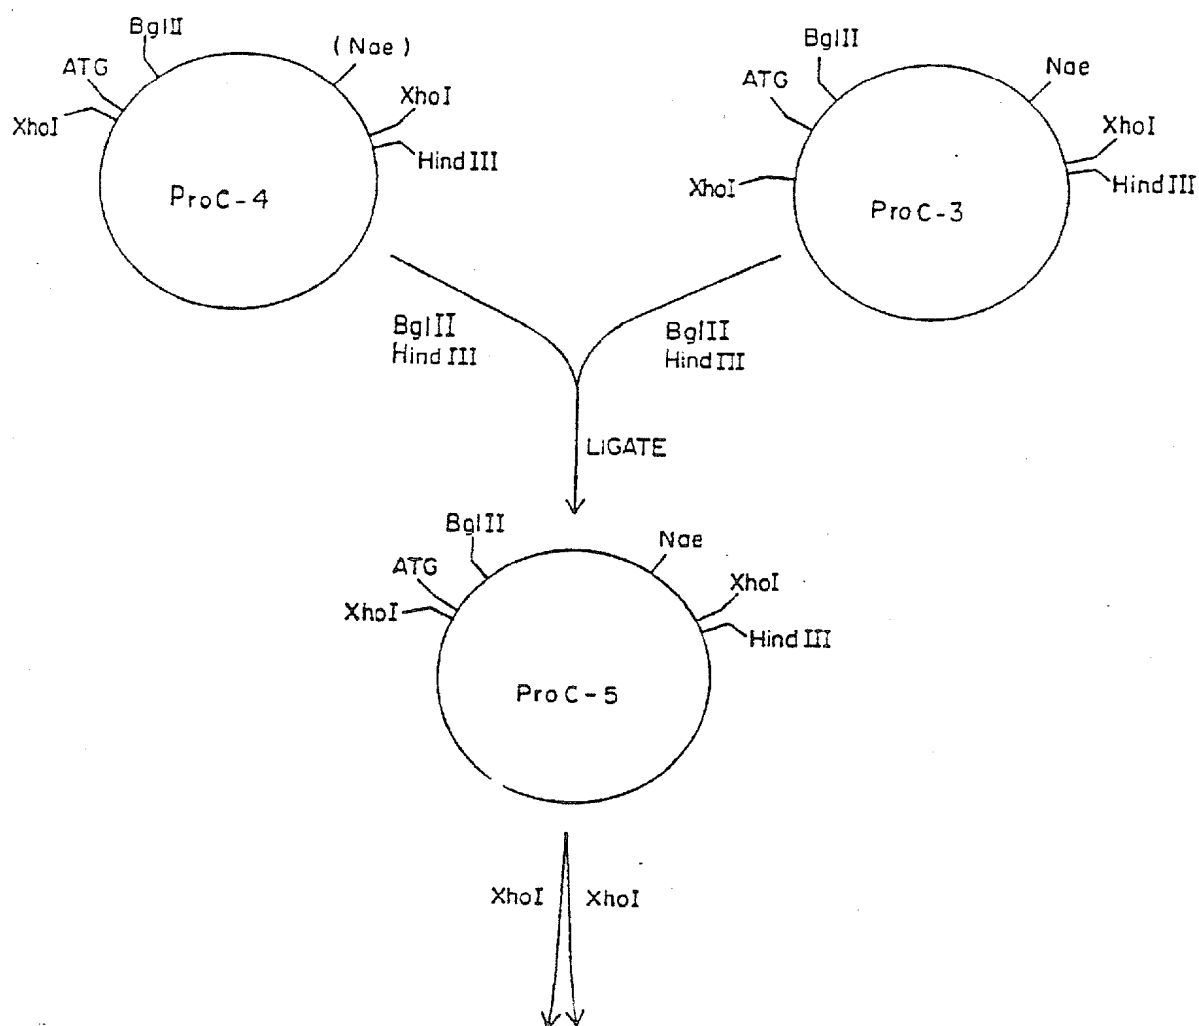 BglII
(Nae)
ATG
XhoI
XhoI
HindIII
ProC-4
BglII
Nae
ATG
XhoI
XhoI
HindIII
ProC-3
BglII
HindIII
BglII
HindIII
LIGATE
BglII
Nae
ATG
XhoI
XhoI
HindIII
ProC-5
XhoI
XhoI